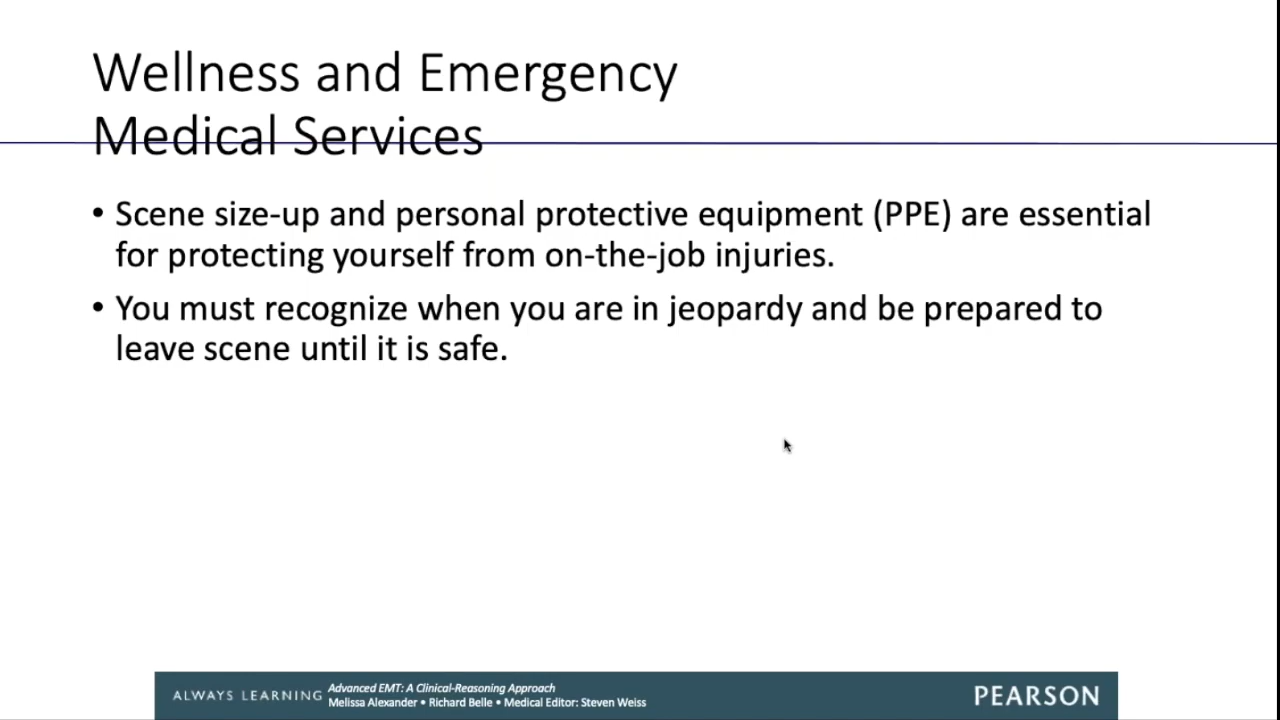 Wellness and Emergency
Medical Services
• Scene size-up and personal protective equipment (PPE) are essential
for protecting yourself from on-the-job injuries.
• You must recognize when you are in jeopardy and be prepared to
leave scene until it is safe.
ALWAYS LEARNING
Advanced EMT: A Clinical-Reasoning Approach
Melissa Alexander • Richard Belle • Medical Editor: Steven Weiss
PEARSON